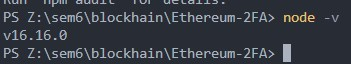 Run `npm audit` for details.
PS Z:\sem6\blockhain\Ethereum-2FA> node -v
v16.16.0
PS Z:\sem6\blockhain\Ethereum-2FA>